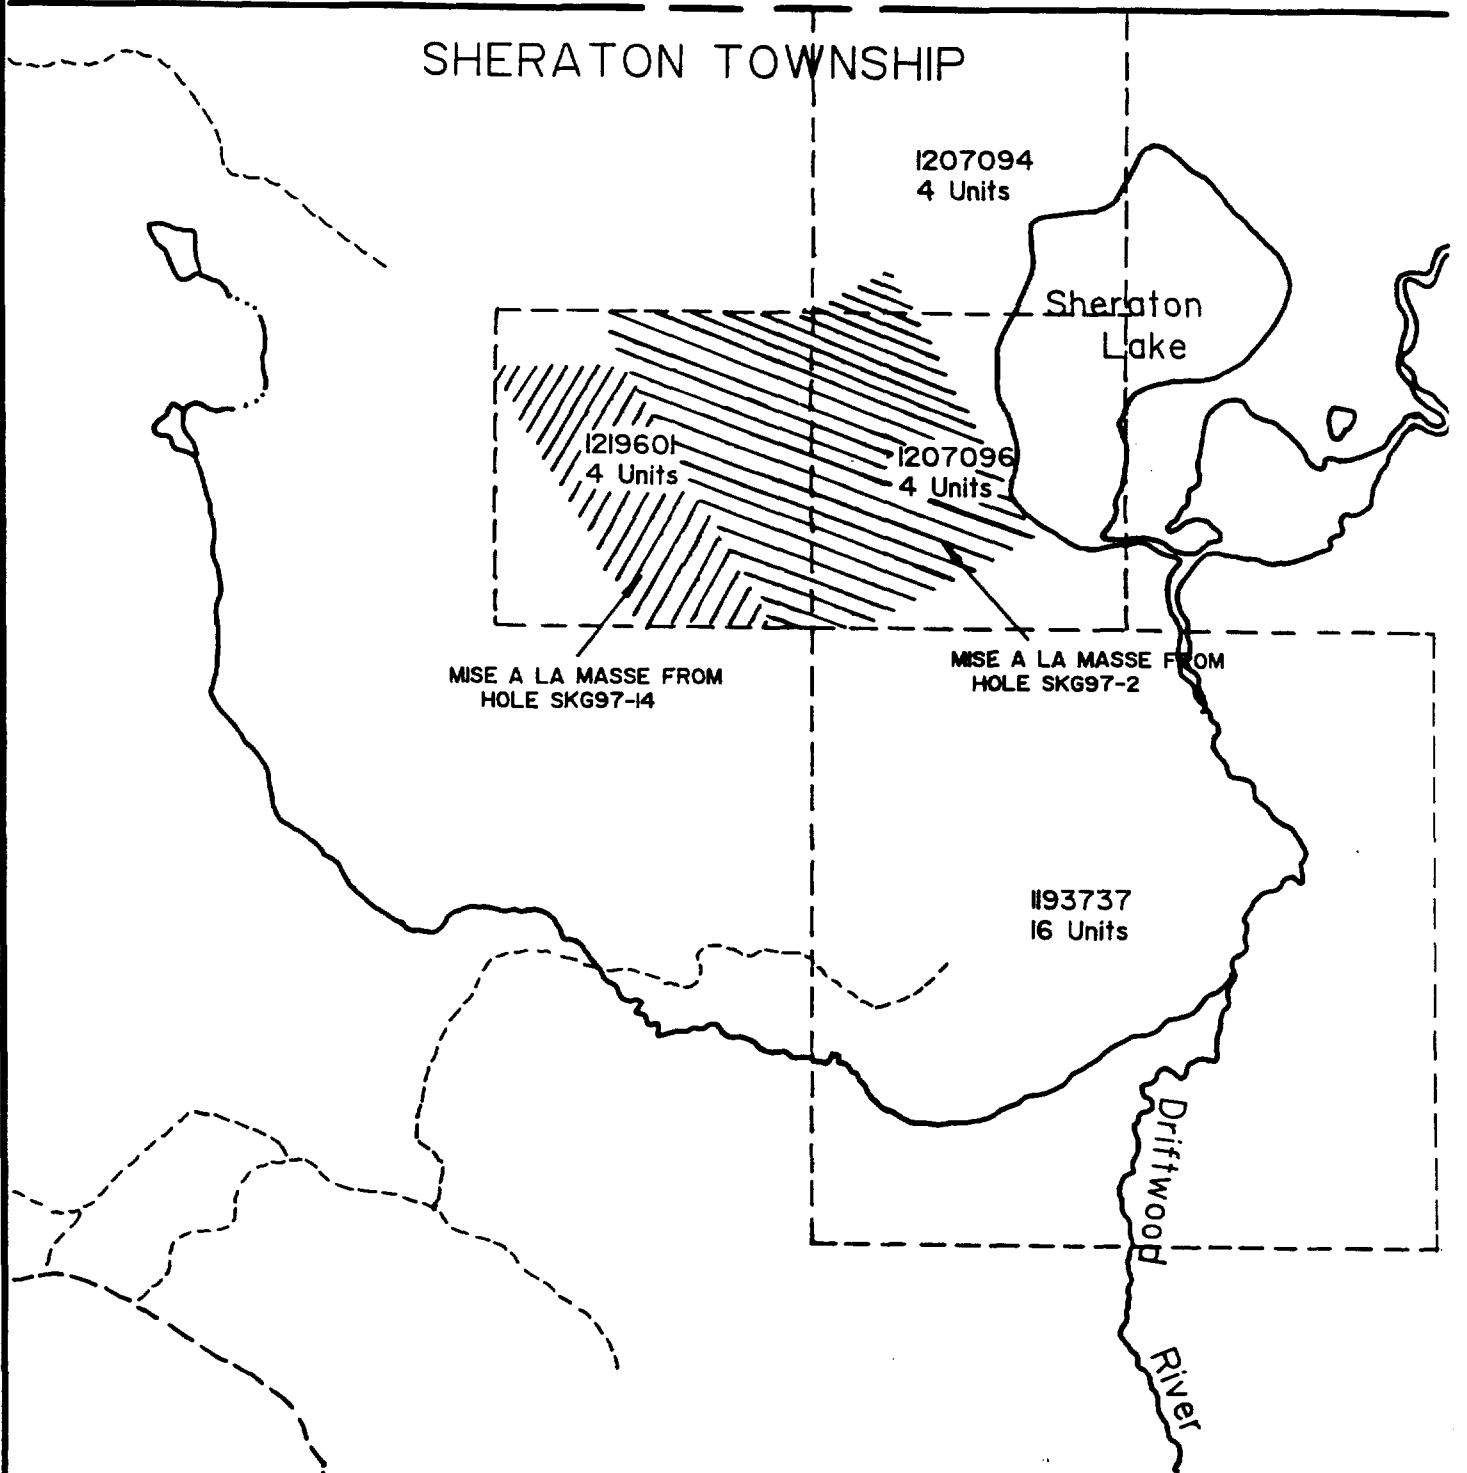 SHERATON TOWNSHIP
1207094
4 Units
Sheraton
Lake
1219601
4 Units
1207096
4 Units
MISE A LA MASSE FROM
HOLE SKG97-14
MISE A LA MASSE FROM
HOLE SKG97-2
1193737
16 Units
Driftwood
River